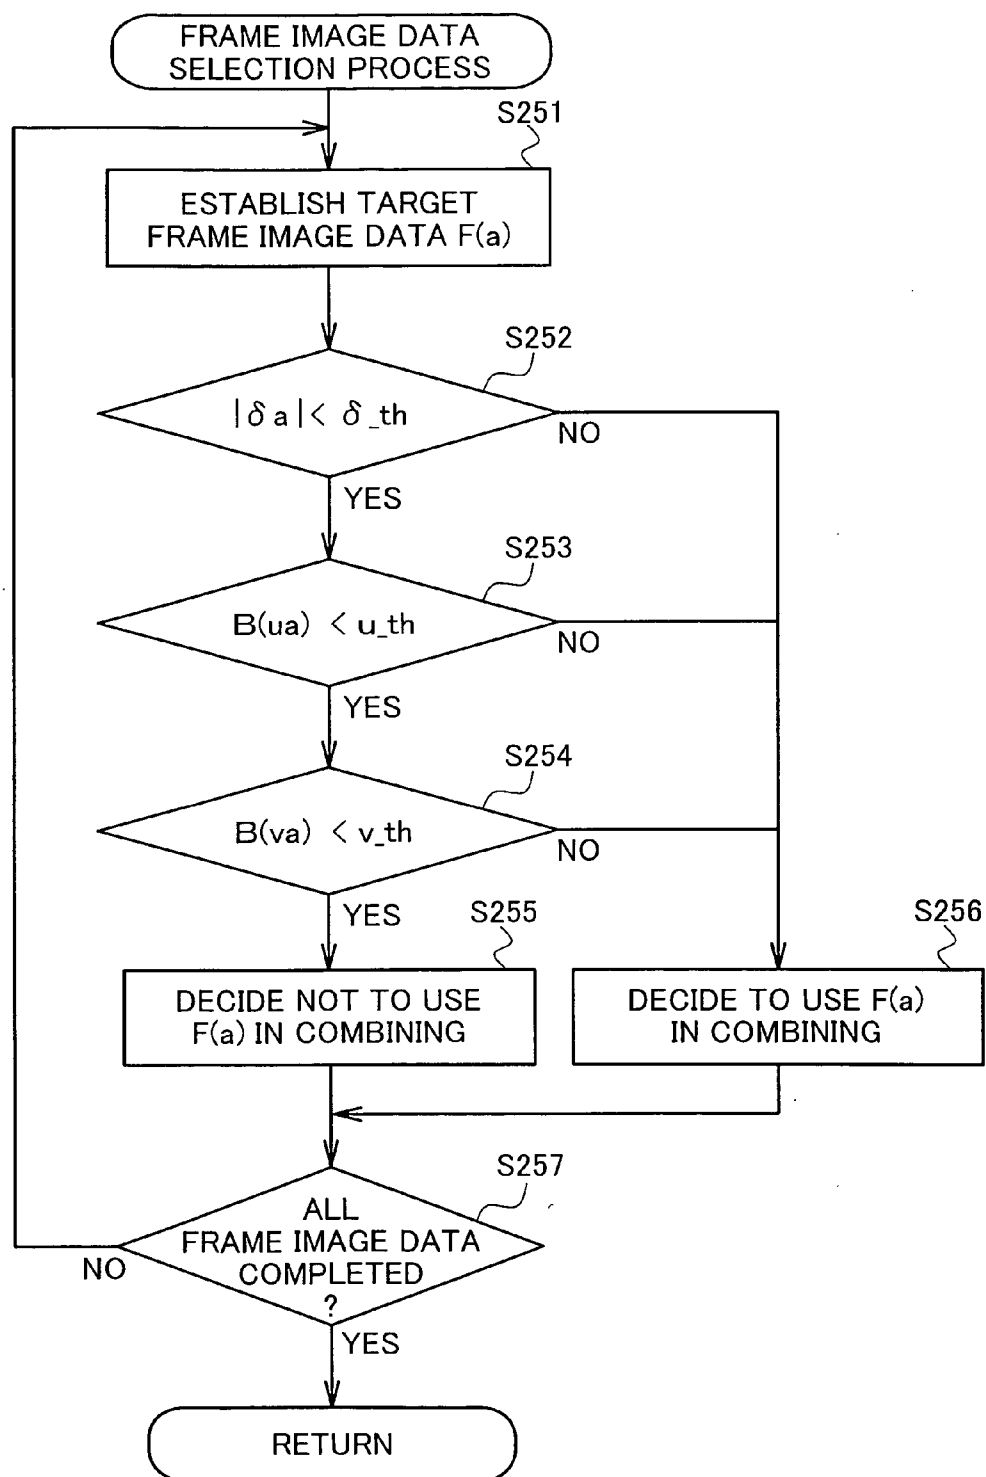 FRAME IMAGE DATA
SELECTION PROCESS
S251
ESTABLISH TARGET
FRAME IMAGE DATA F(a)
S252
|δa|< δ_th
NO
YES
S253
B(ua) < u_th
NO
YES
S254
B(va) < v_th
NO
YES
S255
DECIDE NOT TO USE
F(a) IN COMBINING
S256
DECIDE TO USE F(a)
IN COMBINING
S257
ALL
FRAME IMAGE DATA
COMPLETED
?
NO
YES
RETURN